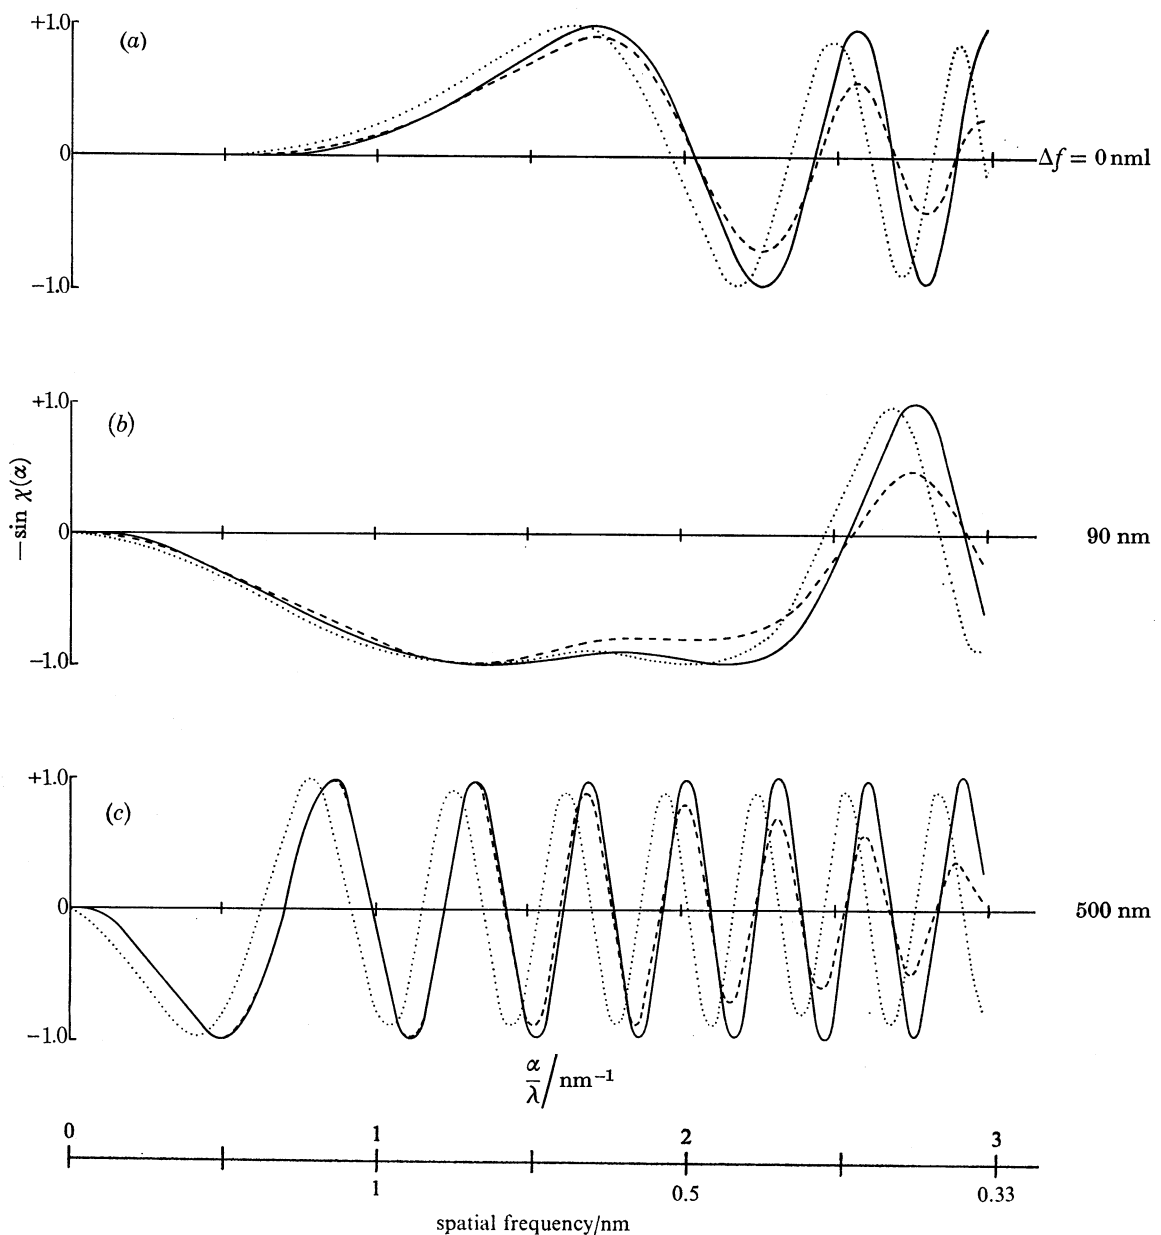 +1.0
(a)
0
Δf = 0 nml
−1.0
+1.0
(b)
0
90 nm
−1.0
—sin χ(α)
+1.0
(c)
0
500 nm
−1.0
α/λ / nm⁻¹
0 1 2 3
1 0.5 0.33
spatial frequency/nm